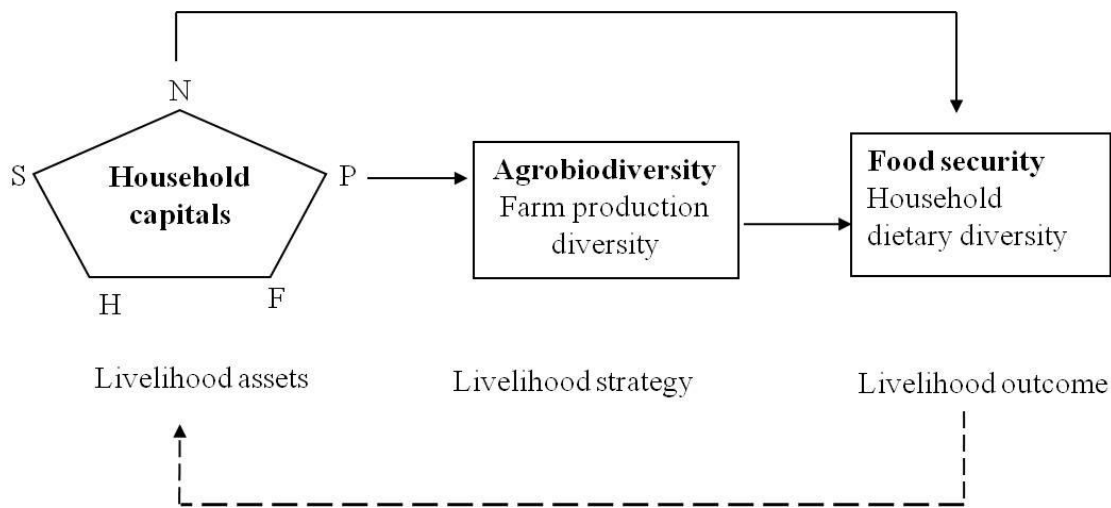 N
S
P
H
F
Household
capitals
Agrobiodiversity
Farm production
diversity
Food security
Household
dietary diversity
Livelihood assets
Livelihood strategy
Livelihood outcome